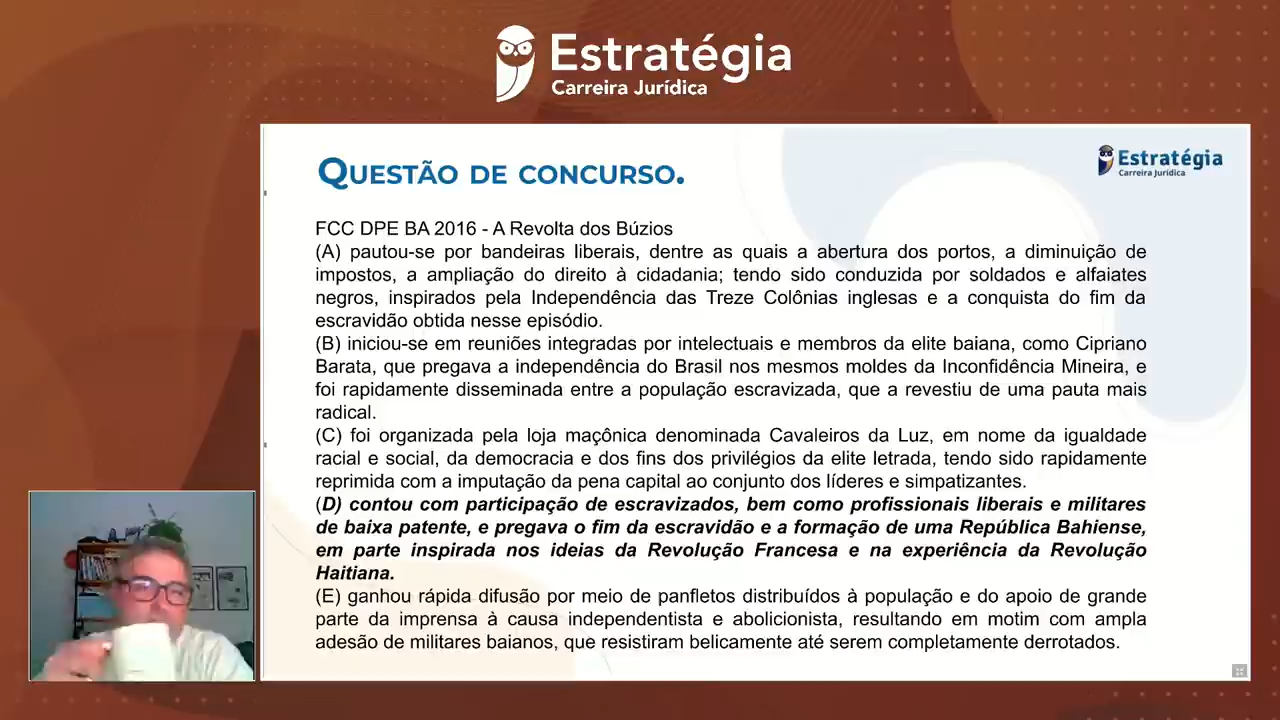 Estratégia
Carreira Jurídica
QUESTÃO DE CONCURSO.
Estratégia
Carreira Jurídica
FCC DPE BA 2016 - A Revolta dos Búzios
(A) pautou-se por bandeiras liberais, dentre as quais a abertura dos portos, a diminuição de
impostos, a ampliação do direito à cidadania; tendo sido conduzida por soldados e alfaiates
negros, inspirados pela Independência das Treze Colônias inglesas e a conquista do fim da
escravidão obtida nesse episódio.
(B) iniciou-se em reuniões integradas por intelectuais e membros da elite baiana, como Cipriano
Barata, que pregava a independência do Brasil nos mesmos moldes da Inconfidência Mineira, e
foi rapidamente disseminada entre a população escravizada, que a revestiu de uma pauta mais
radical.
(C) foi organizada pela loja maçônica denominada Cavaleiros da Luz, em nome da igualdade
racial e social, da democracia e dos fins dos privilégios da elite letrada, tendo sido rapidamente
reprimida com a imputação da pena capital ao conjunto dos líderes e simpatizantes.
(D) contou com participação de escravizados, bem como profissionais liberais e militares
de baixa patente, e pregava o fim da escravidão e a formação de uma República Bahiense,
em parte inspirada nos ideias da Revolução Francesa e na experiência da Revolução
Haitiana.
(E) ganhou rápida difusão por meio de panfletos distribuídos à população e do apoio de grande
parte da imprensa à causa independentista e abolicionista, resultando em motim com ampla
adesão de militares baianos, que resistiram belicamente até serem completamente derrotados.